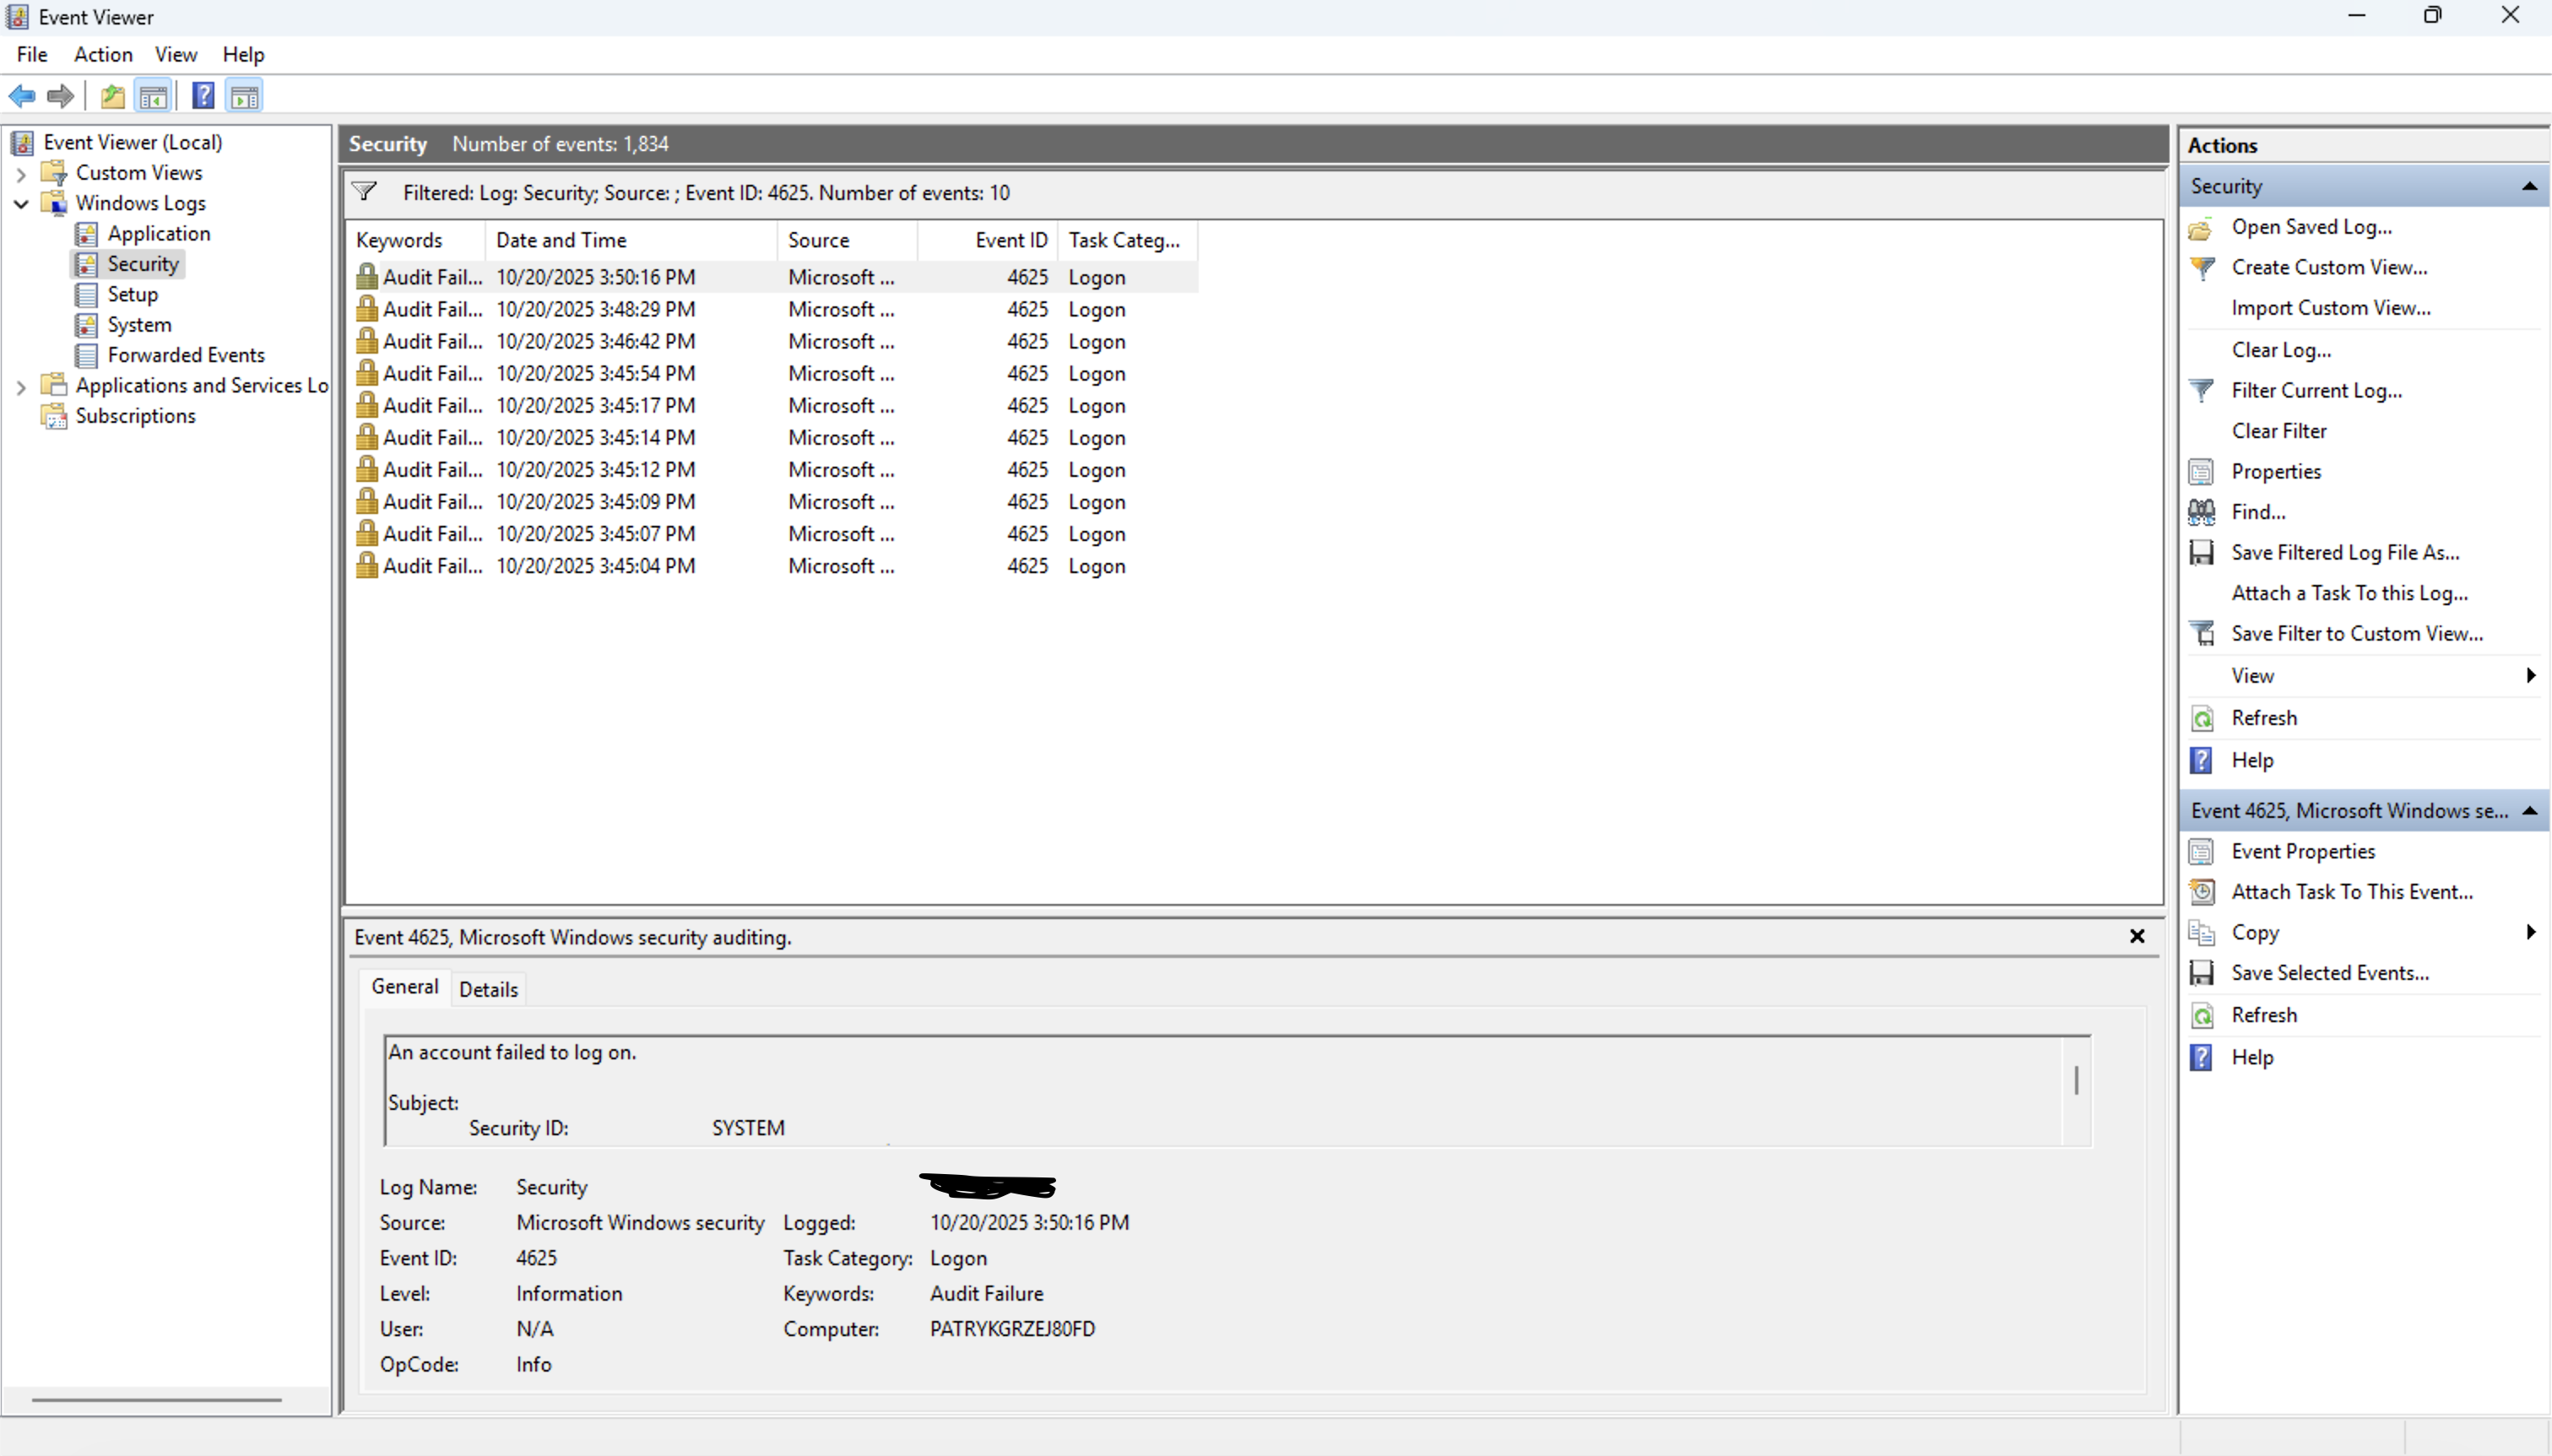 Event Viewer
File Action View Help
Event Viewer (Local)
Custom Views
Windows Logs
Application
Security
Setup
System
Forwarded Events
Applications and Services Lo
Subscriptions
Security Number of events: 1,834
Filtered: Log: Security; Source: ; Event ID: 4625. Number of events: 10
Keywords Date and Time Source Event ID Task Categ...
Audit Fail... 10/20/2025 3:50:16 PM Microsoft ... 4625 Logon
Audit Fail... 10/20/2025 3:48:29 PM Microsoft ... 4625 Logon
Audit Fail... 10/20/2025 3:46:42 PM Microsoft ... 4625 Logon
Audit Fail... 10/20/2025 3:45:54 PM Microsoft ... 4625 Logon
Audit Fail... 10/20/2025 3:45:17 PM Microsoft ... 4625 Logon
Audit Fail... 10/20/2025 3:45:14 PM Microsoft ... 4625 Logon
Audit Fail... 10/20/2025 3:45:12 PM Microsoft ... 4625 Logon
Audit Fail... 10/20/2025 3:45:09 PM Microsoft ... 4625 Logon
Audit Fail... 10/20/2025 3:45:07 PM Microsoft ... 4625 Logon
Audit Fail... 10/20/2025 3:45:04 PM Microsoft ... 4625 Logon
Event 4625, Microsoft Windows security auditing.
General Details
An account failed to log on.
Subject:
Security ID: SYSTEM
Log Name: Security
Source: Microsoft Windows security Logged: 10/20/2025 3:50:16 PM
Event ID: 4625 Task Category: Logon
Level: Information Keywords: Audit Failure
User: N/A Computer: PATRYKGRZEJ80FD
OpCode: Info
Actions
Security
Open Saved Log...
Create Custom View...
Import Custom View...
Clear Log...
Filter Current Log...
Clear Filter
Properties
Find...
Save Filtered Log File As...
Attach a Task To this Log...
Save Filter to Custom View...
View
Refresh
Help
Event 4625, Microsoft Windows se...
Event Properties
Attach Task To This Event...
Copy
Save Selected Events...
Refresh
Help